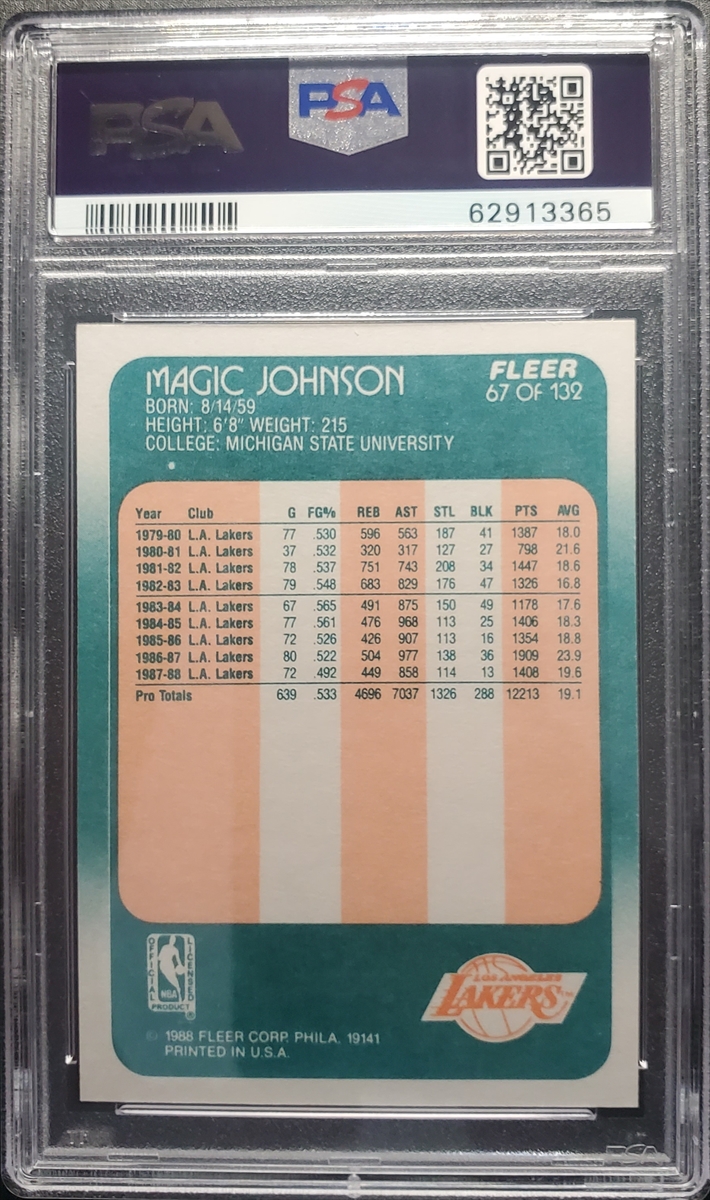 PSA
PSA
62913365
MAGIC JOHNSON
FLEER
67 OF 132
BORN: 8/14/59
HEIGHT: 6'8" WEIGHT: 215
COLLEGE: MICHIGAN STATE UNIVERSITY
Year Club G FG% REB AST STL BLK PTS AVG
1979-80 L.A. Lakers 77 .530 596 563 187 41 1387 18.0
1980-81 L.A. Lakers 37 .532 320 317 127 27 798 21.6
1981-82 L.A. Lakers 78 .537 751 743 208 34 1447 18.6
1982-83 L.A. Lakers 79 .548 683 829 176 47 1326 16.8
1983-84 L.A. Lakers 67 .565 491 875 150 49 1178 17.6
1984-85 L.A. Lakers 77 .561 476 968 113 25 1406 18.3
1985-86 L.A. Lakers 72 .526 426 907 113 16 1354 18.8
1986-87 L.A. Lakers 80 .522 504 977 138 36 1909 23.9
1987-88 L.A. Lakers 72 .492 449 858 114 13 1408 19.6
Pro Totals 639 .533 4696 7037 1326 288 12213 19.1
OFFICIAL LICENSED
NBA
PRODUCT ®
LOS ANGELES
LAKERS™
© 1988 FLEER CORP. PHILA. 19141
PRINTED IN U.S.A.
PSA